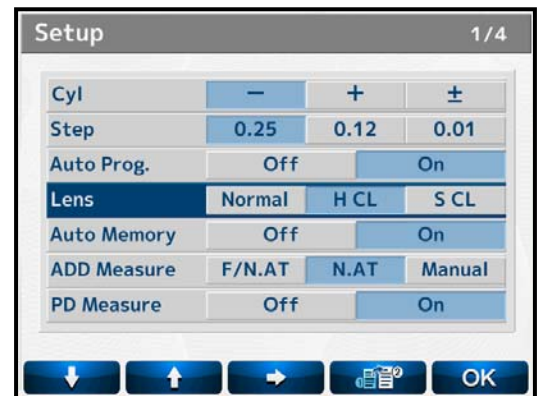 Setup 1/4
Cyl − + ±
Step 0.25 0.12 0.01
Auto Prog. Off On
Lens Normal H CL S CL
Auto Memory Off On
ADD Measure F/N.AT N.AT Manual
PD Measure Off On
OK